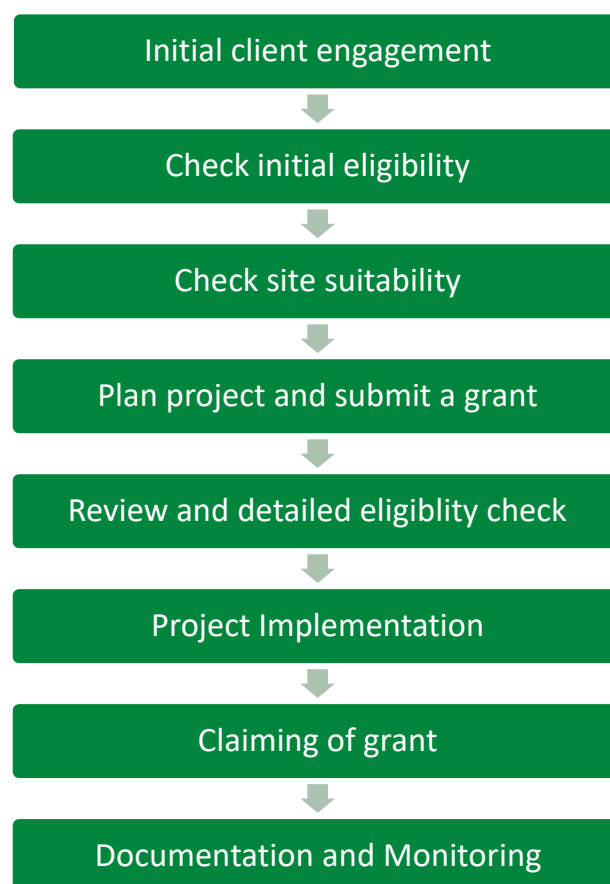 Initial client engagement
Check initial eligibility
Check site suitability
Plan project and submit a grant
Review and detailed eligiblity check
Project Implementation
Claiming of grant
Documentation and Monitoring